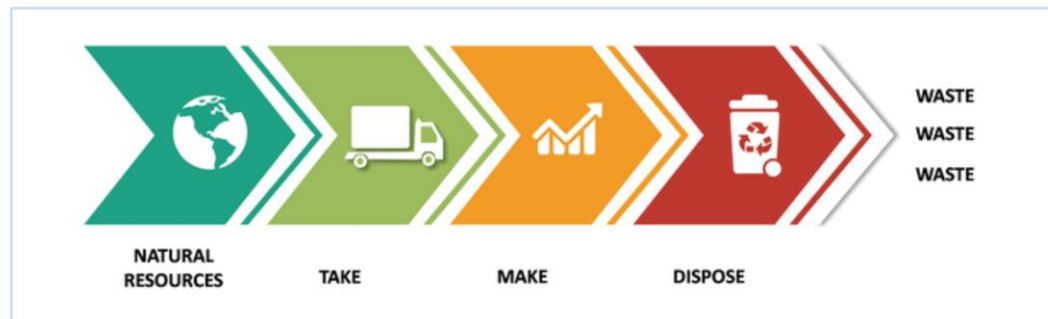 WASTE
WASTE
WASTE
NATURAL
RESOURCES
TAKE
MAKE
DISPOSE